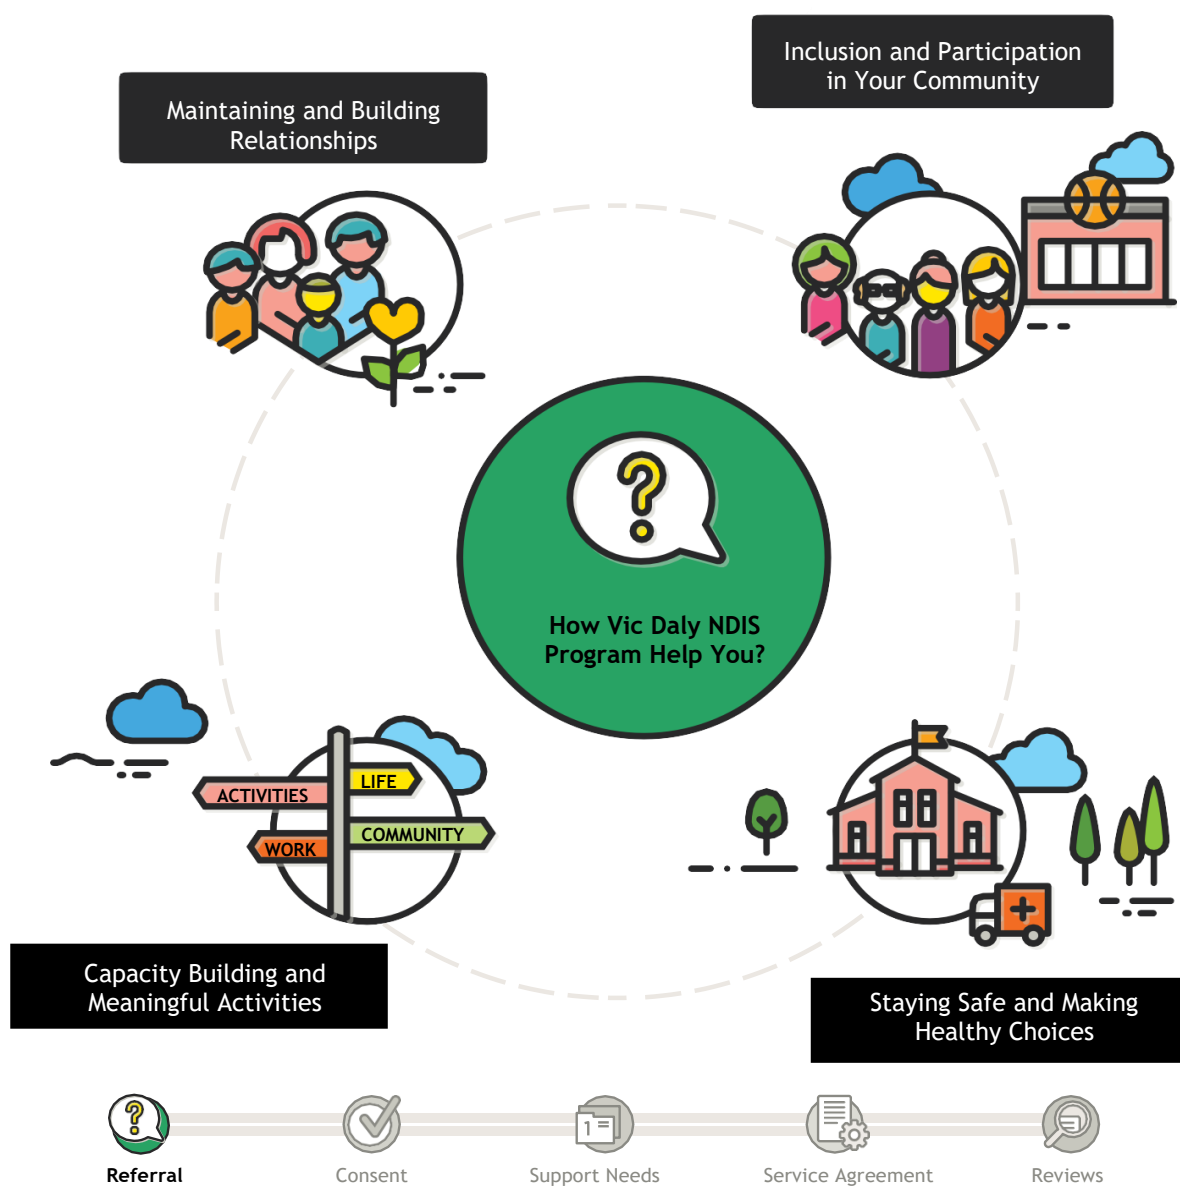 Inclusion and Participation
in Your Community
Maintaining and Building
Relationships
?
How Vic Daly NDIS
Program Help You?
LIFE
ACTIVITIES
COMMUNITY
WORK
Capacity Building and
Meaningful Activities
Staying Safe and Making
Healthy Choices
?
1
Referral
Consent
Support Needs
Service Agreement
Reviews